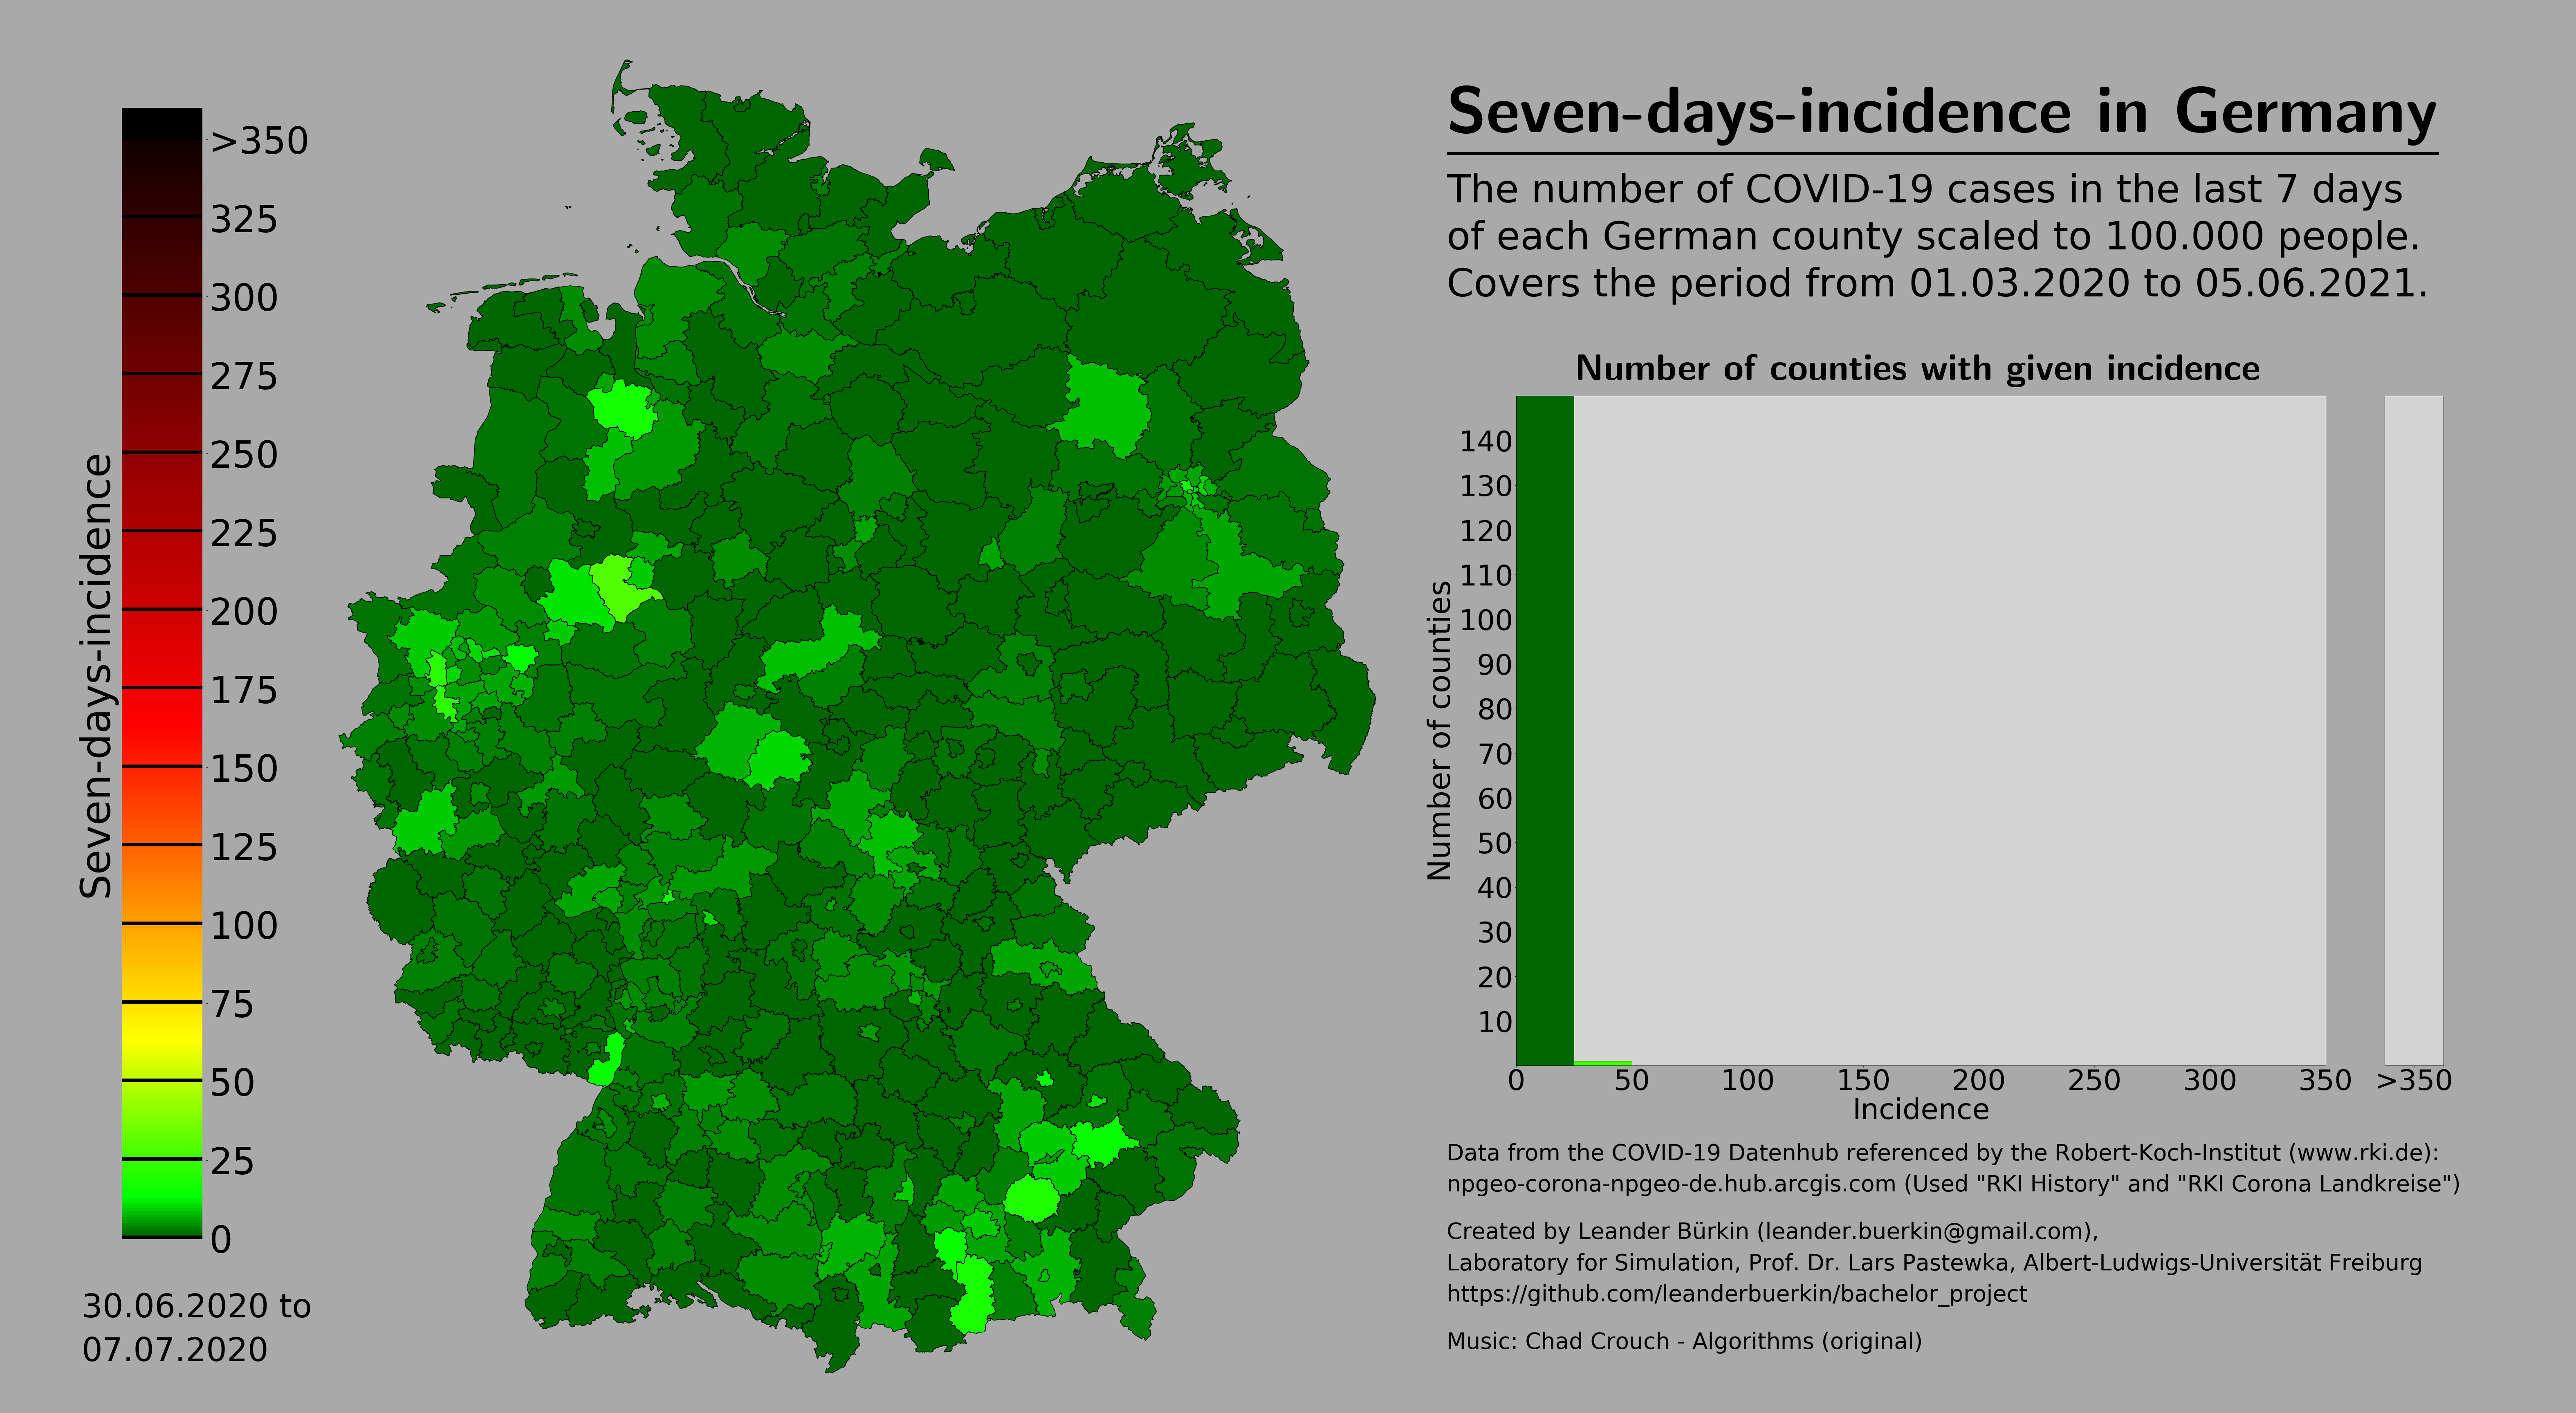 Seven-days-incidence in Germany
The number of COVID-19 cases in the last 7 days
of each German county scaled to 100.000 people.
Covers the period from 01.03.2020 to 05.06.2021.
Seven-days-incidence
>350
325
300
275
250
225
200
175
150
125
100
75
50
25
0
30.06.2020 to
07.07.2020
Number of counties with given incidence
Number of counties
140
130
120
110
100
90
80
70
60
50
40
30
20
10
0 50 100 150 200 250 300 350 >350
Incidence
Data from the COVID-19 Datenhub referenced by the Robert-Koch-Institut (www.rki.de):
npgeo-corona-npgeo-de.hub.arcgis.com (Used "RKI History" and "RKI Corona Landkreise")
Created by Leander Bürkin (leander.buerkin@gmail.com),
Laboratory for Simulation, Prof. Dr. Lars Pastewka, Albert-Ludwigs-Universität Freiburg
https://github.com/leanderbuerkin/bachelor_project
Music: Chad Crouch - Algorithms (original)